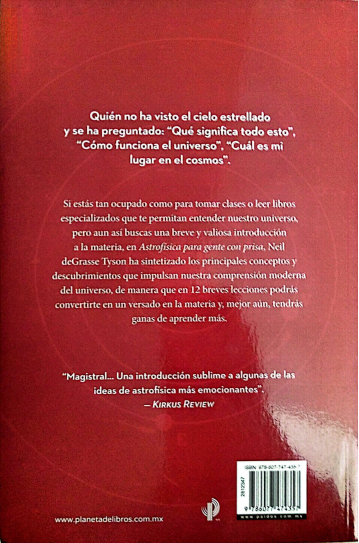 Quién no ha visto el cielo estrellado
y se ha preguntado: “Qué significa todo esto”,
“Cómo funciona el universo”, “Cuál es mi
lugar en el cosmos”.
Si estás tan ocupado como para tomar clases o leer libros
especializados que te permitan entender nuestro universo,
pero aun así buscas una breve y valiosa introducción
a la materia, en Astrofísica para gente con prisa, Neil
deGrasse Tyson ha sintetizado los principales conceptos y
descubrimientos que impulsan nuestra comprensión moderna
del universo, de manera que en 12 breves lecciones podrás
convertirte en un versado en la materia y, mejor aún, tendrás
ganas de aprender más.
“Magistral... Una introducción sublime a algunas de las
ideas de astrofísica más emocionantes”.
— Kirkus Review
ISBN: 978-607-747-435-7
9 786077 474357
www.paidos.com.mx
www.planetadelibros.com.mx